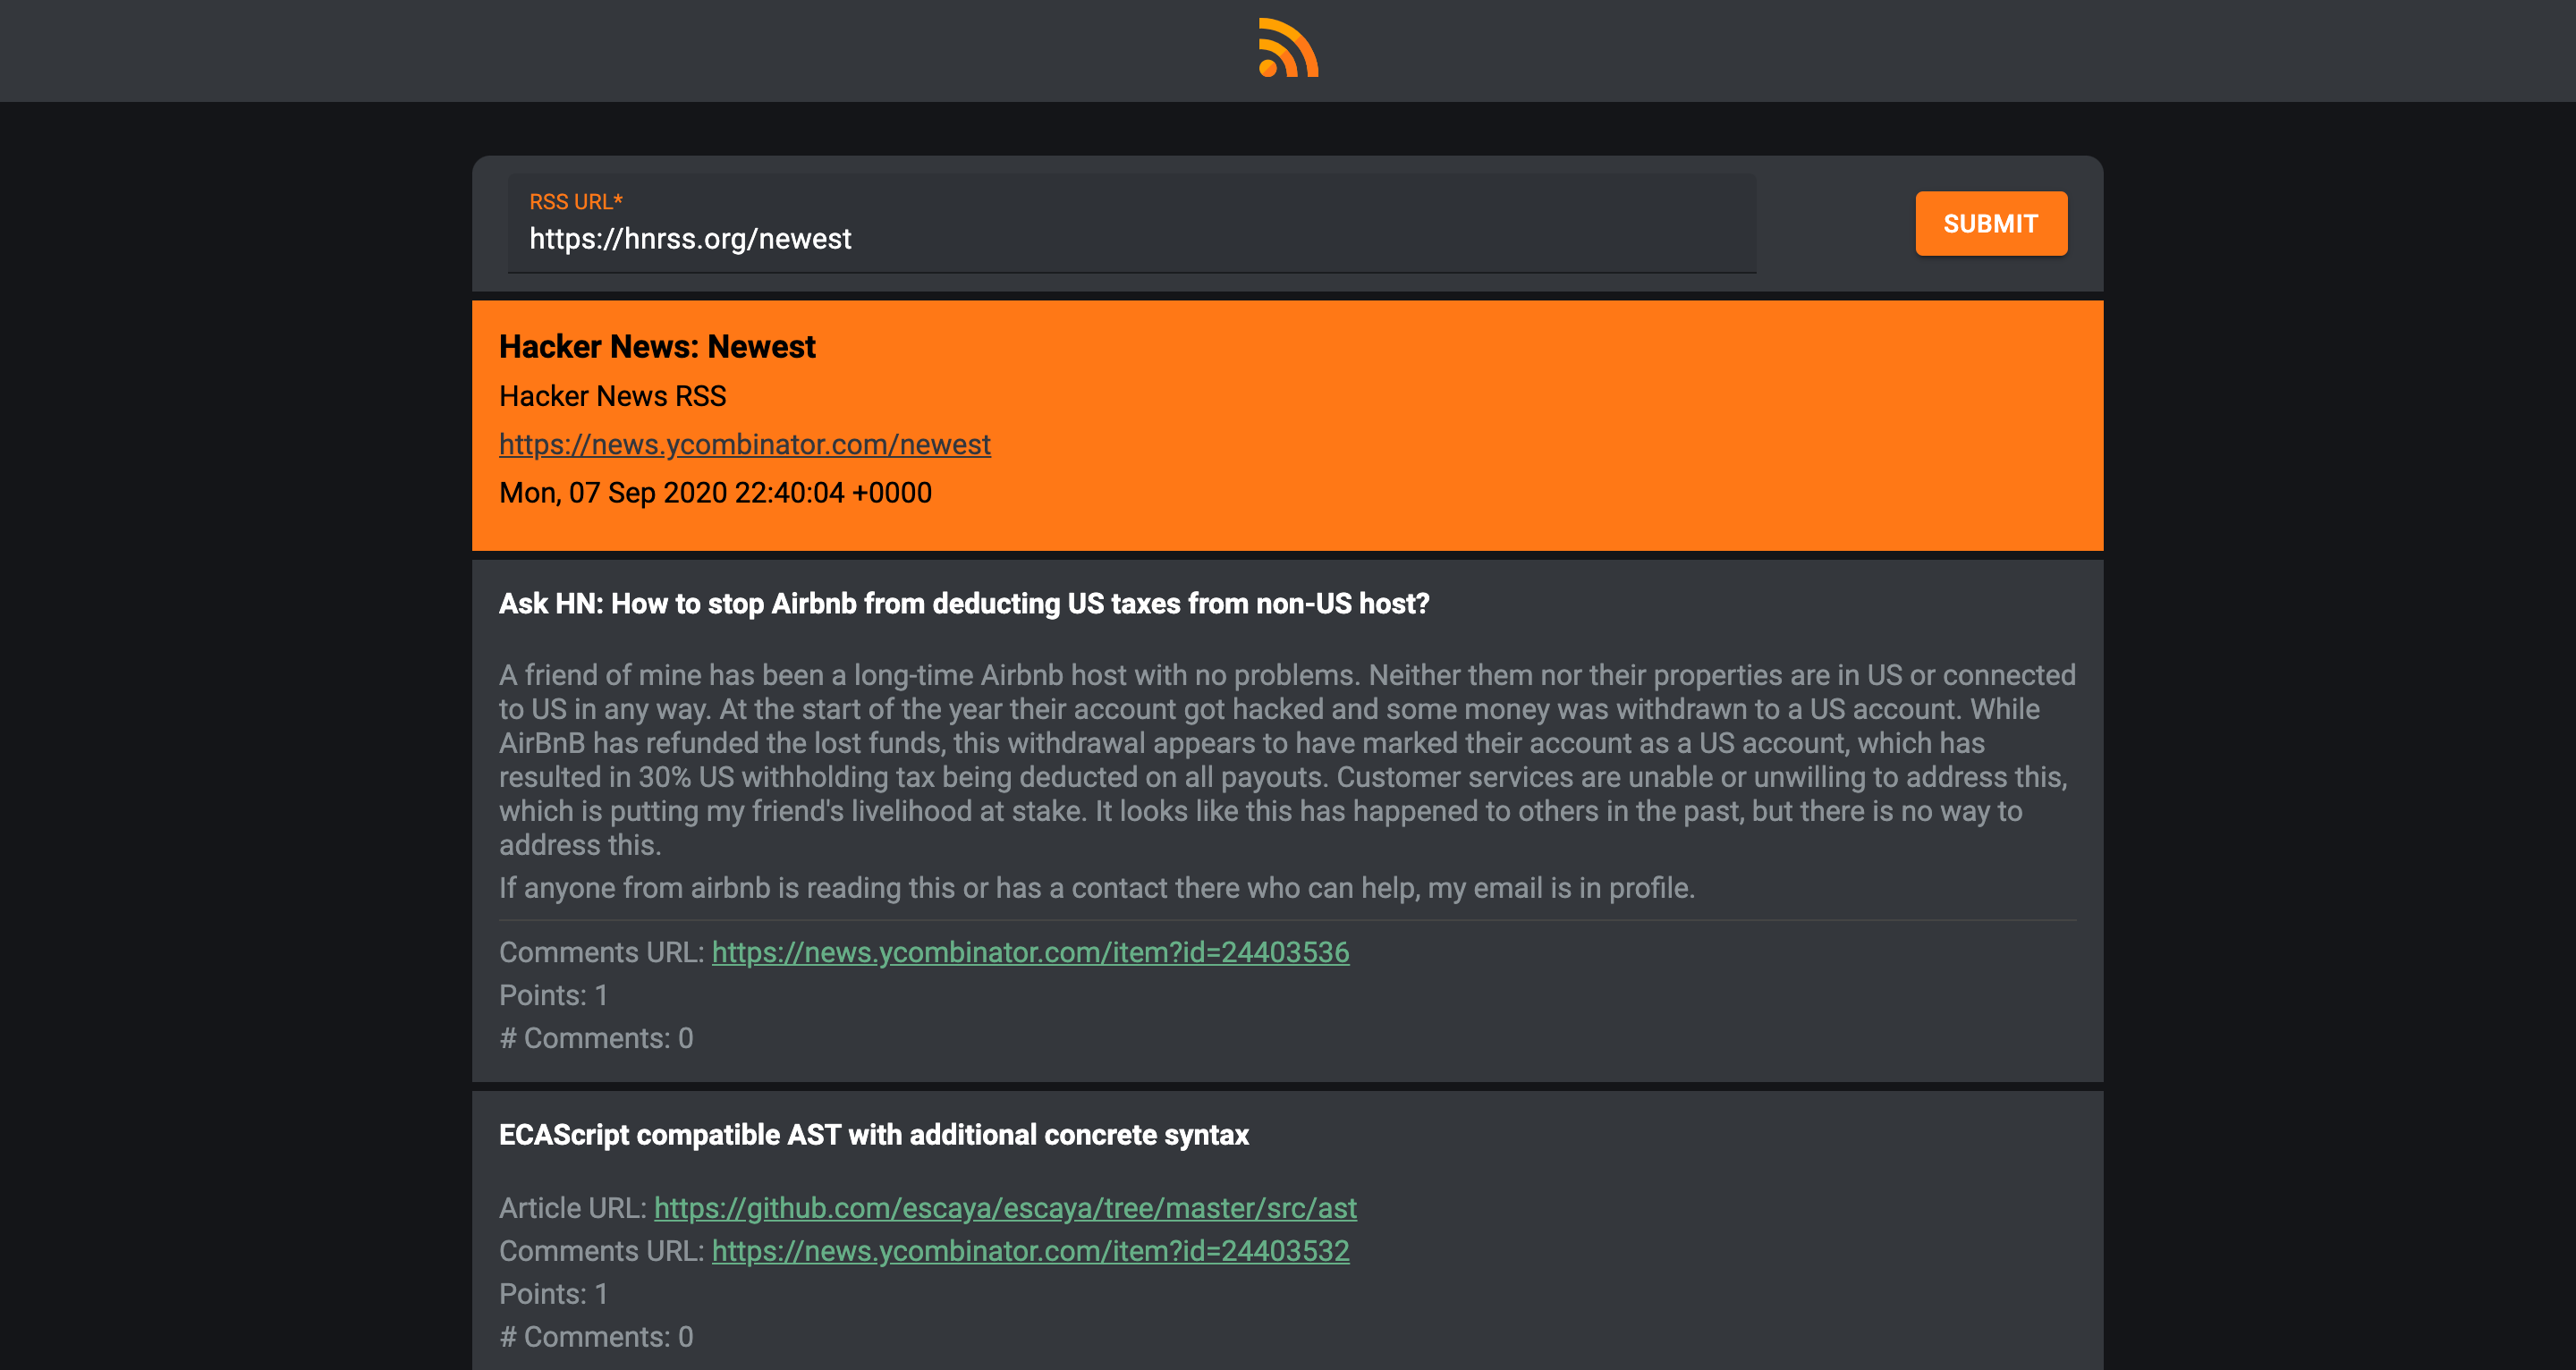 RSS URL*
https://hnrss.org/newest
SUBMIT
Hacker News: Newest
Hacker News RSS
https://news.ycombinator.com/newest
Mon, 07 Sep 2020 22:40:04 +0000
Ask HN: How to stop Airbnb from deducting US taxes from non-US host?
A friend of mine has been a long-time Airbnb host with no problems. Neither them nor their properties are in US or connected
to US in any way. At the start of the year their account got hacked and some money was withdrawn to a US account. While
AirBnB has refunded the lost funds, this withdrawal appears to have marked their account as a US account, which has
resulted in 30% US withholding tax being deducted on all payouts. Customer services are unable or unwilling to address this,
which is putting my friend's livelihood at stake. It looks like this has happened to others in the past, but there is no way to
address this.
If anyone from airbnb is reading this or has a contact there who can help, my email is in profile.
Comments URL: https://news.ycombinator.com/item?id=24403536
Points: 1
# Comments: 0
ECAScript compatible AST with additional concrete syntax
Article URL: https://github.com/escaya/escaya/tree/master/src/ast
Comments URL: https://news.ycombinator.com/item?id=24403532
Points: 1
# Comments: 0